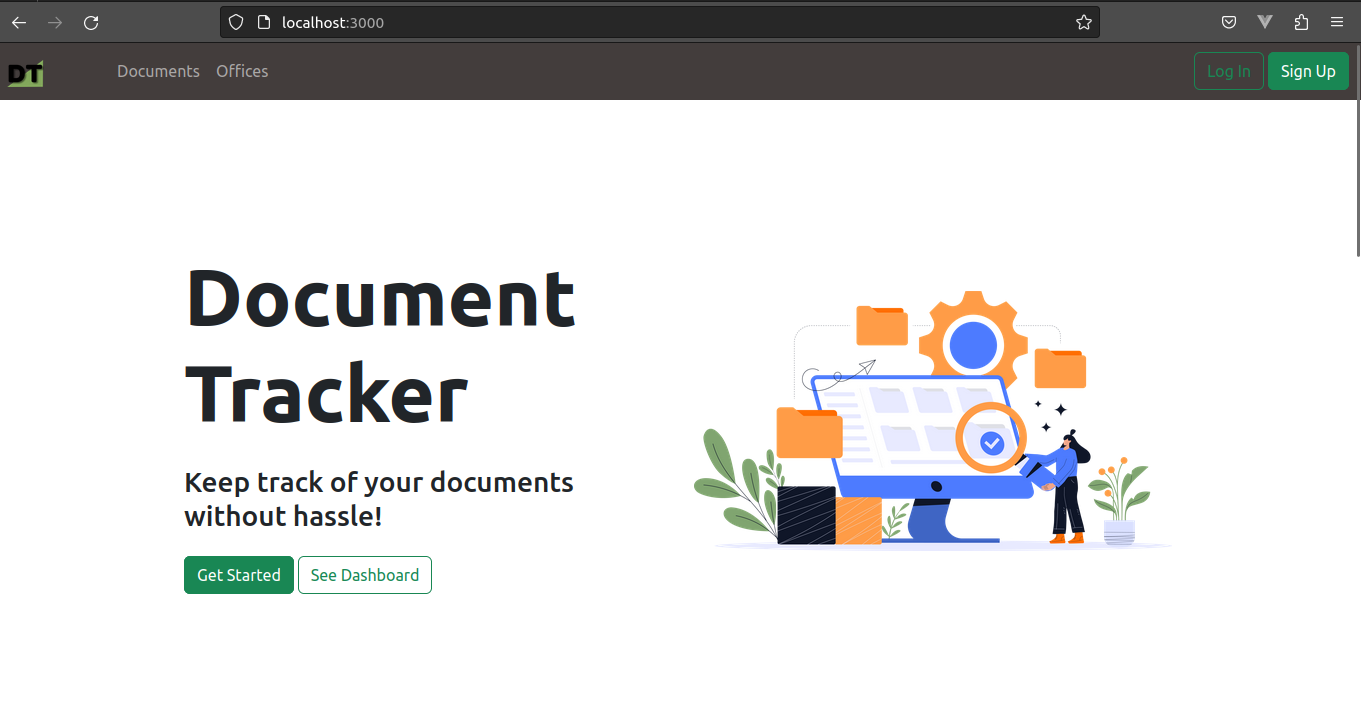 localhost:3000
DT
Documents Offices
Log In Sign Up
Document
Tracker
Keep track of your documents
without hassle!
Get Started See Dashboard